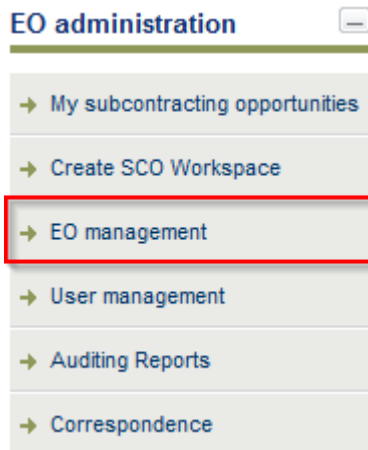 EO administration
My subcontracting opportunities
Create SCO Workspace
EO management
User management
Auditing Reports
Correspondence